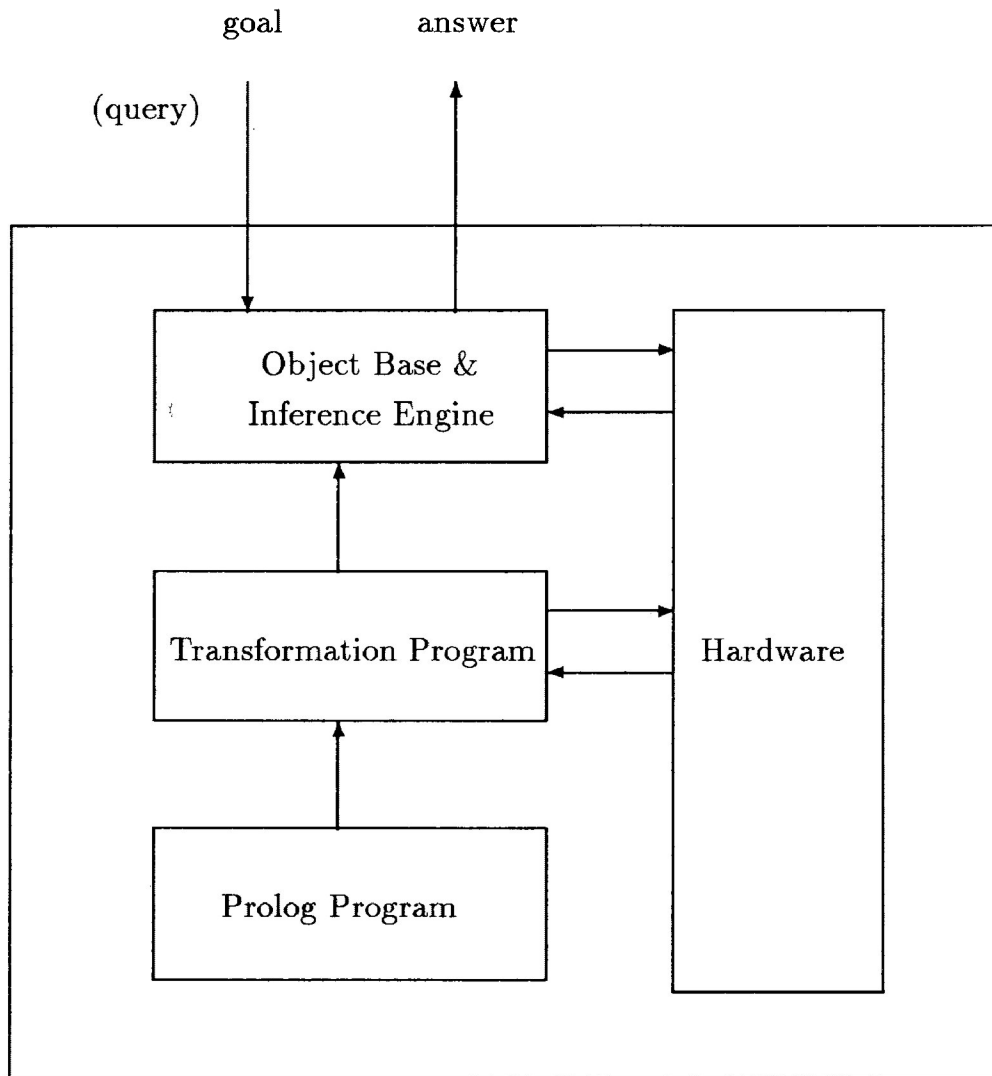 goal answer
(query)
Object Base &
Inference Engine
Transformation Program
Hardware
Prolog Program